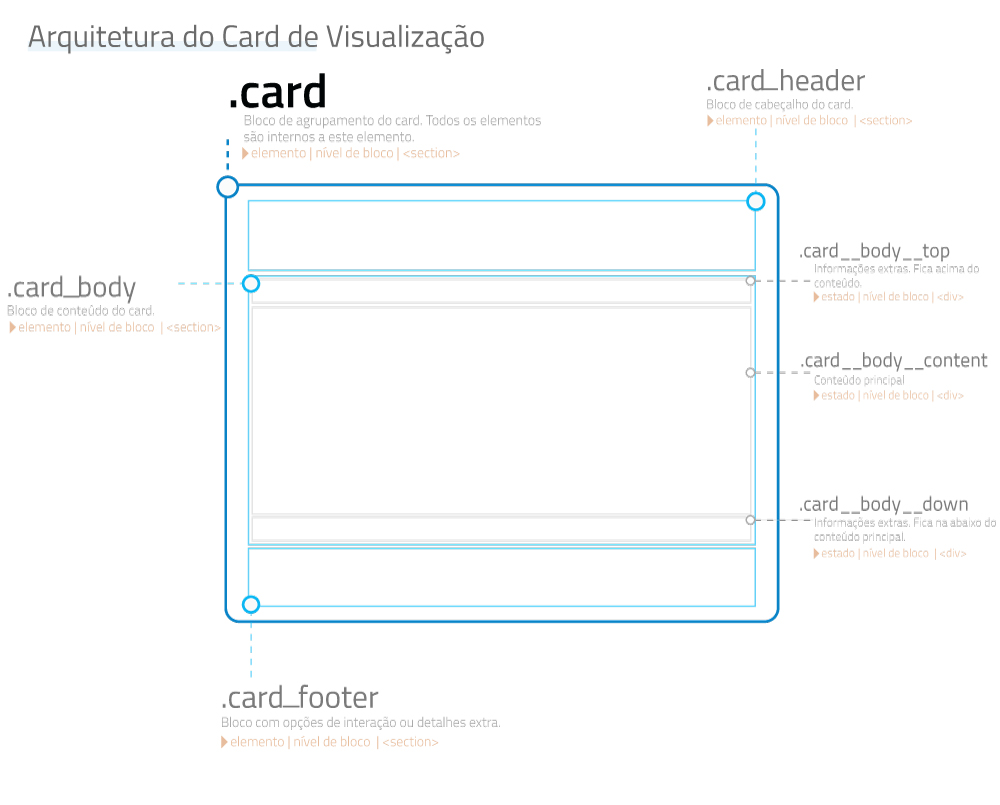 Arquitetura do Card de Visualização
.card
Bloco de agrupamento do card. Todos os elementos
são internos a este elemento.
elemento | nível de bloco | <section>
.card_header
Bloco de cabeçalho do card.
elemento | nível de bloco | <section>
.card_body
Bloco de conteúdo do card.
elemento | nível de bloco | <section>
.card__body__top
Informações extras. Fica acima do
conteúdo.
estado | nível de bloco | <div>
.card__body__content
Conteúdo principal
estado | nível de bloco | <div>
.card__body__down
Informações extras. Fica na abaixo do
conteúdo principal.
estado | nível de bloco | <div>
.card_footer
Bloco com opções de interação ou detalhes extra.
elemento | nível de bloco | <section>